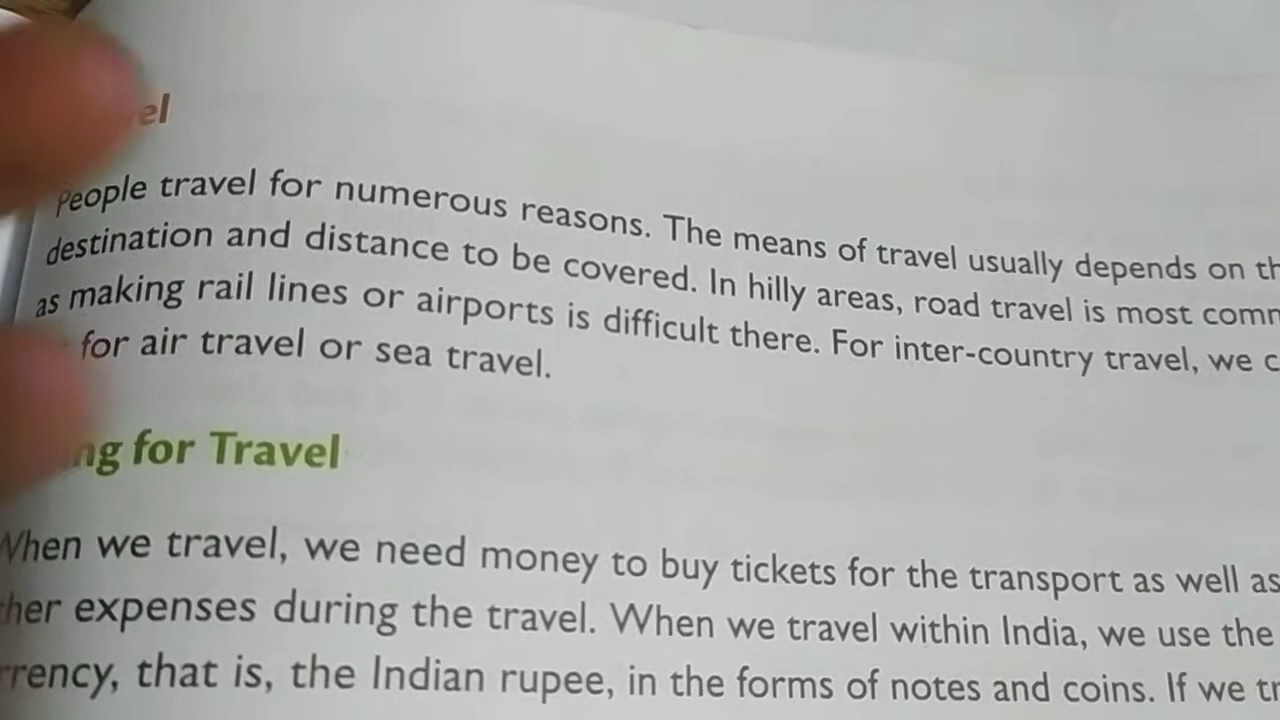 el
People travel for numerous reasons. The means of travel usually depends on th
destination and distance to be covered. In hilly areas, road travel is most comm
as making rail lines or airports is difficult there. For inter-country travel, we c
for air travel or sea travel.
ng for Travel
When we travel, we need money to buy tickets for the transport as well as
her expenses during the travel. When we travel within India, we use the
rrency, that is, the Indian rupee, in the forms of notes and coins. If we tr